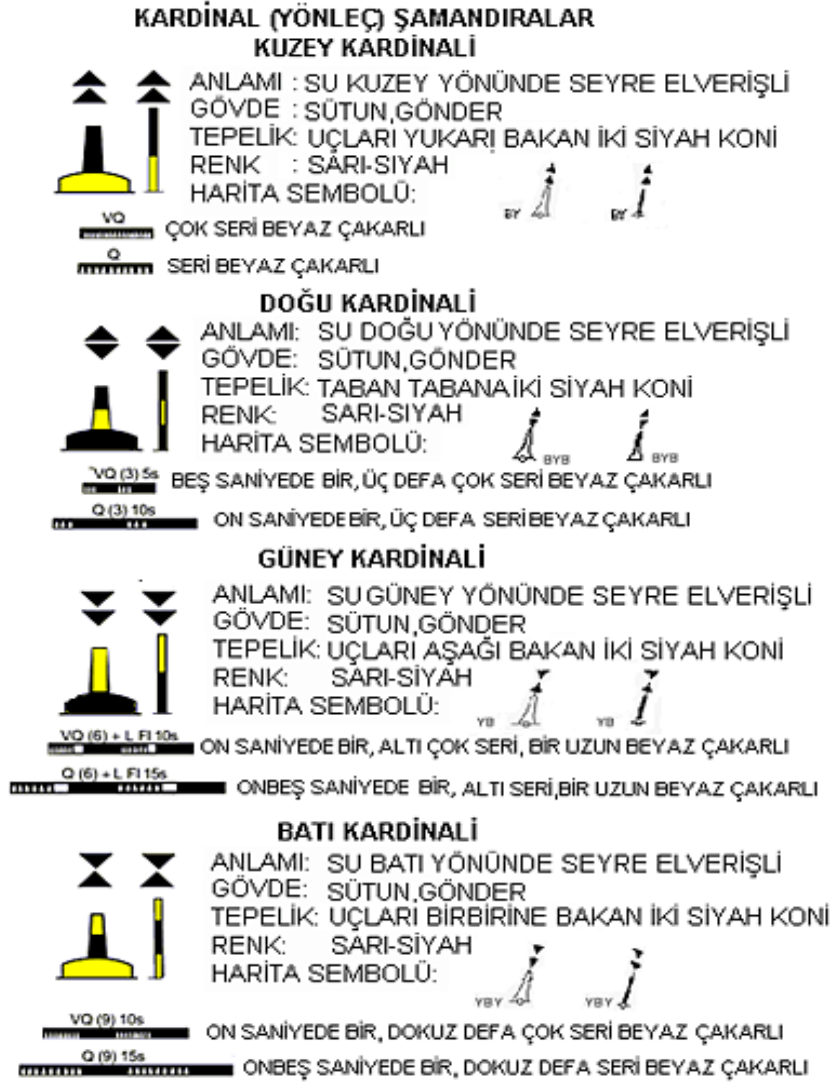 KARDİNAL (YÖNLEÇ) ŞAMANDIRALAR
KUZEY KARDİNALİ
ANLAMI : SU KUZEY YÖNÜNDE SEYRE ELVERİŞLİ
GÖVDE : SÜTUN,GÖNDER
TEPELİK: UÇLARI YUKARI BAKAN İKİ SİYAH KONİ
RENK : SARI-SIYAH
HARİTA SEMBOLÜ: BY BY
VQ ÇOK SERİ BEYAZ ÇAKARLI
Q SERİ BEYAZ ÇAKARLI
DOĞU KARDİNALİ
ANLAMI: SU DOĞU YÖNÜNDE SEYRE ELVERİŞLİ
GÖVDE: SÜTUN,GÖNDER
TEPELİK: TABAN TABANA İKİ SİYAH KONİ
RENK: SARI-SIYAH
HARİTA SEMBOLÜ: BYB BYB
VQ (3) 5s BEŞ SANİYEDE BİR, ÜÇ DEFA ÇOK SERİ BEYAZ ÇAKARLI
Q (3) 10s ON SANİYEDE BİR, ÜÇ DEFA SERİ BEYAZ ÇAKARLI
GÜNEY KARDİNALİ
ANLAMI: SU GÜNEY YÖNÜNDE SEYRE ELVERİŞLİ
GÖVDE: SÜTUN,GÖNDER
TEPELİK: UÇLARI AŞAĞI BAKAN İKİ SİYAH KONİ
RENK: SARI-SİYAH
HARİTA SEMBOLÜ: YB YB
VQ (6) + L Fl 10s ON SANİYEDE BİR, ALTI ÇOK SERİ, BİR UZUN BEYAZ ÇAKARLI
Q (6) + L Fl 15s ONBEŞ SANİYEDE BİR, ALTI SERİ,BİR UZUN BEYAZ ÇAKARLI
BATI KARDİNALİ
ANLAMI: SU BATI YÖNÜNDE SEYRE ELVERİŞLİ
GÖVDE: SÜTUN,GÖNDER
TEPELİK: UÇLARI BİRBİRİNE BAKAN İKİ SİYAH KONİ
RENK: SARI-SİYAH
HARİTA SEMBOLÜ: YBY YBY
VQ (9) 10s ON SANİYEDE BİR, DOKUZ DEFA ÇOK SERİ BEYAZ ÇAKARLI
Q (9) 15s ONBEŞ SANİYEDE BİR, DOKUZ DEFA SERİ BEYAZ ÇAKARLI